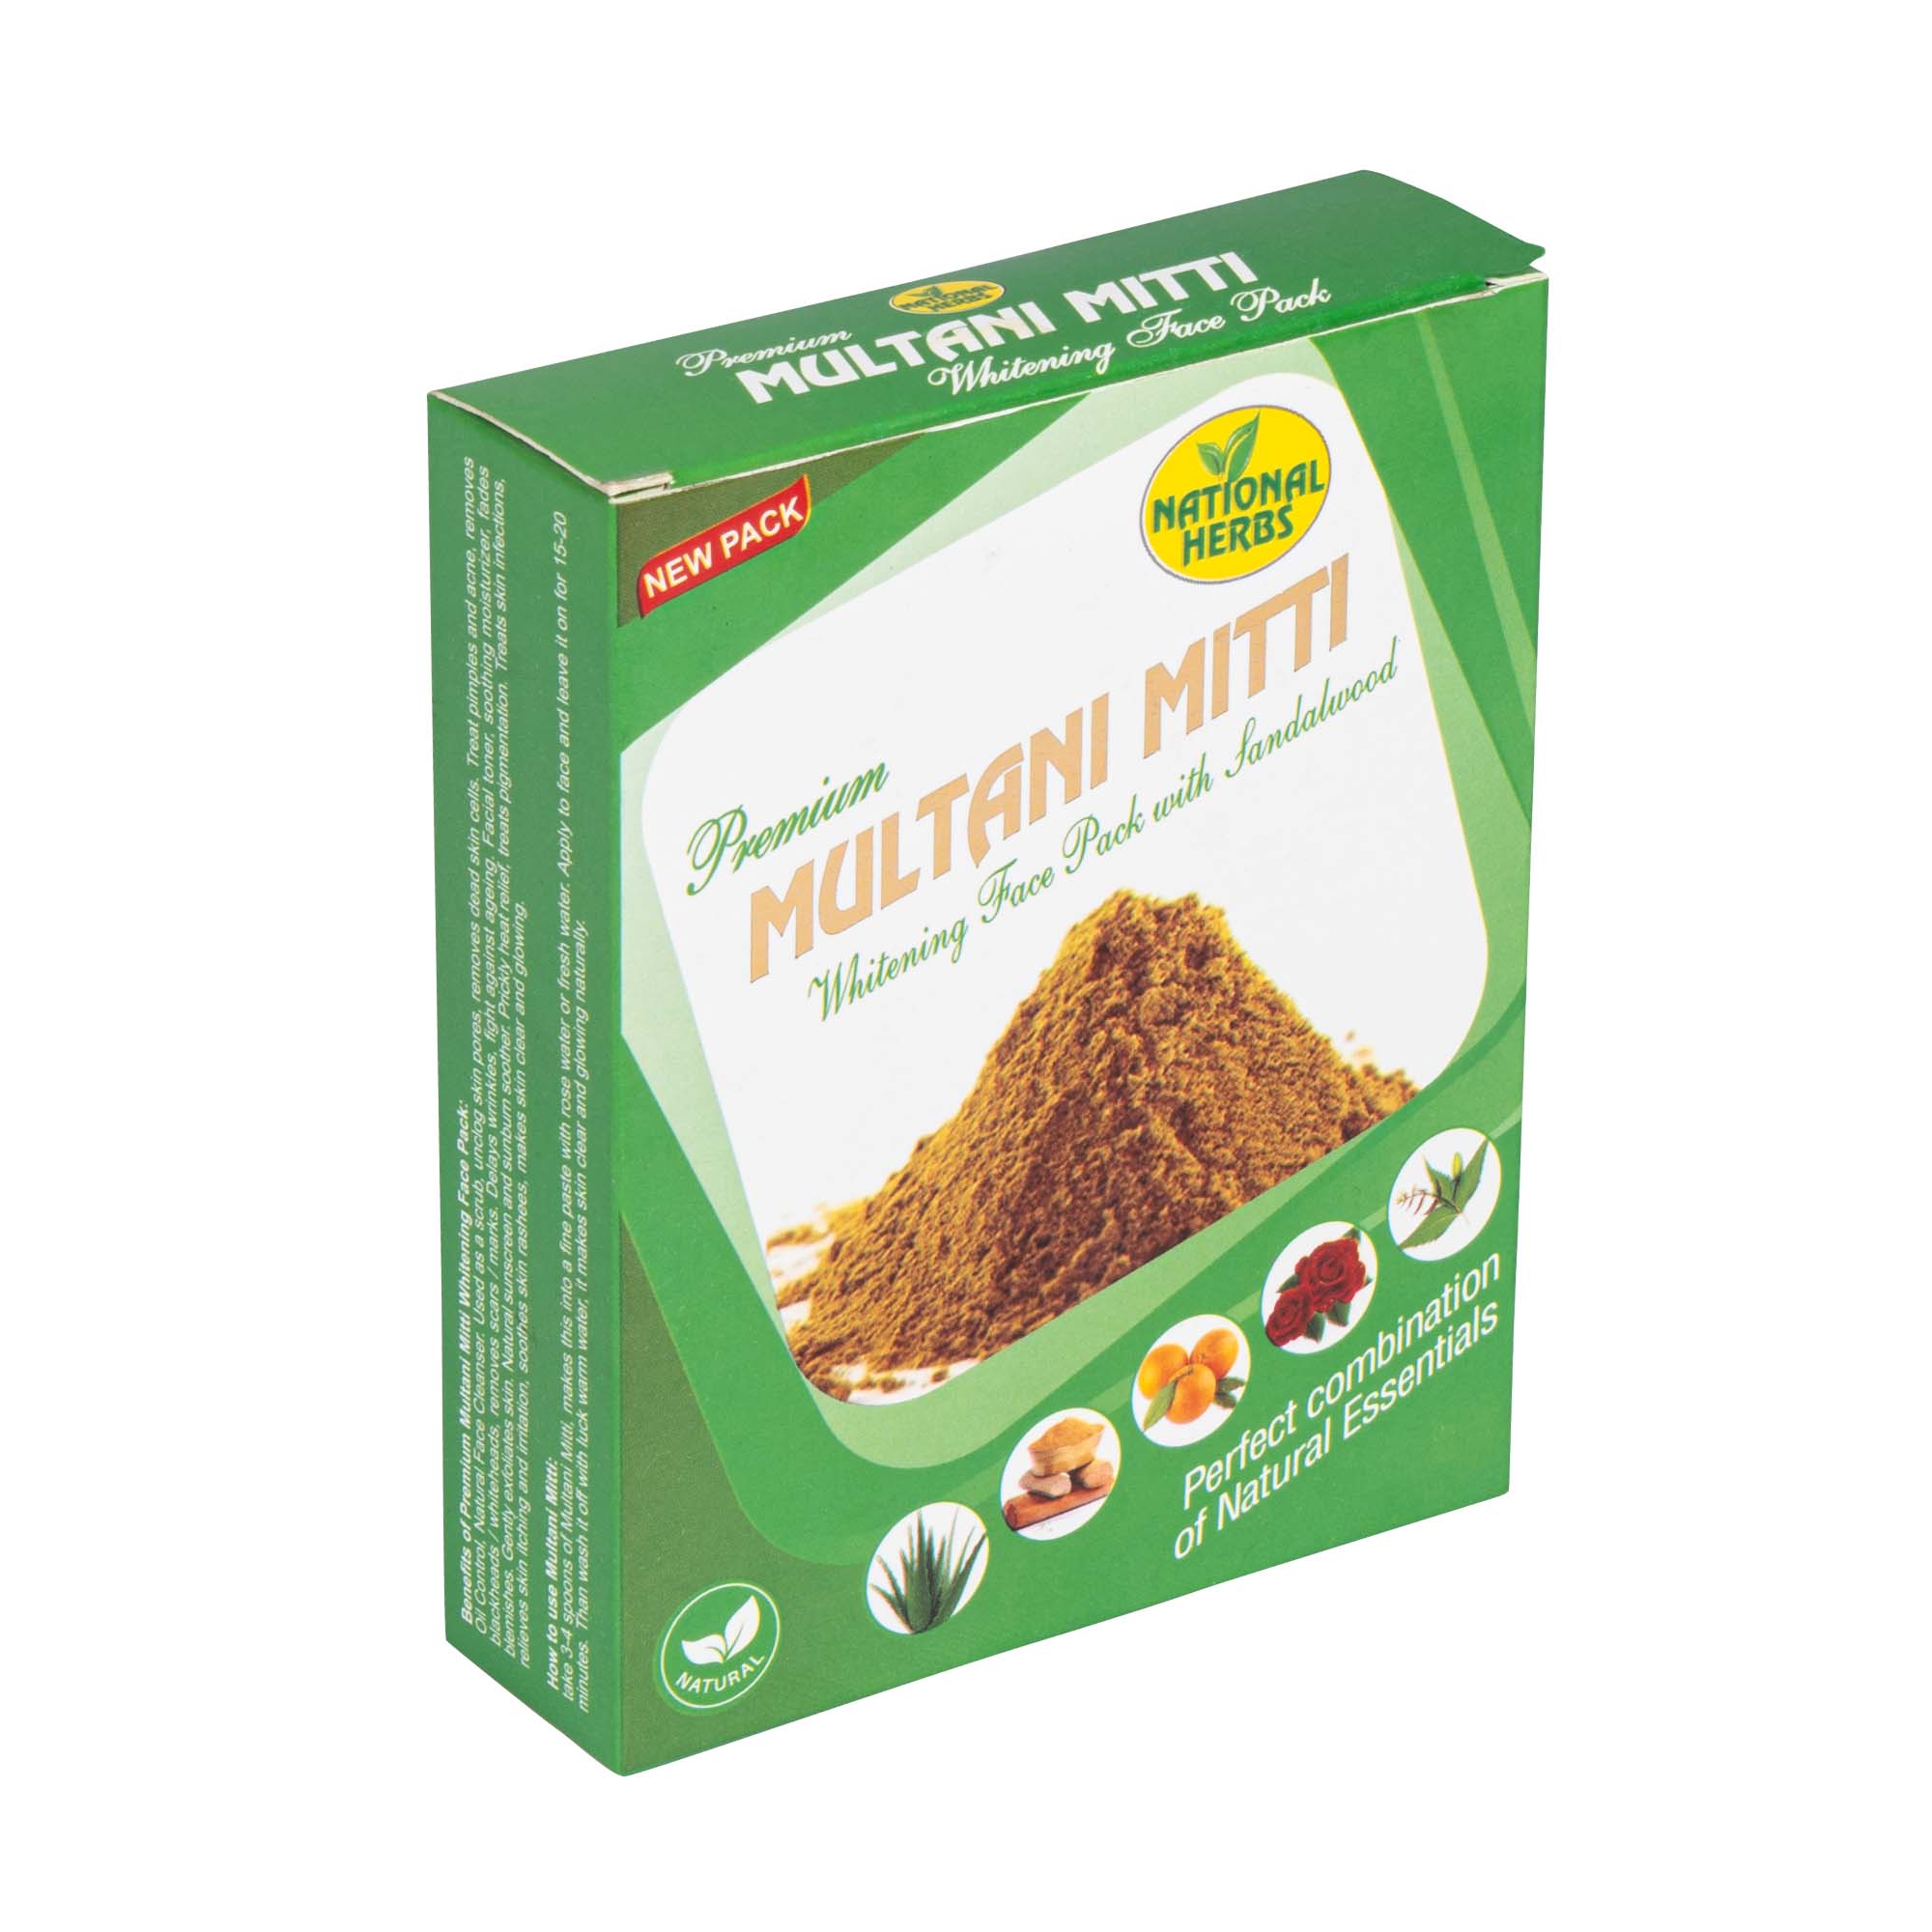 Premium
NATIONAL
HERBS
MULTANI MITTI
Whitening Face Pack
NEW PACK
NATIONAL
HERBS
Premium
MULTANI MITTI
Whitening Face Pack with Sandalwood
Perfect combination
of Natural Essentials
NATURAL
Benefits of Premium Multani Mitti Whitening Face Pack:
Oil Control, Natural Face Cleanser. Used as a scrub, unclog skin pores, removes dead skin cells. Treat pimples and acne, removes
blackheads / whiteheads, removes scars / marks. Delays wrinkles, fight against ageing. Facial toner, soothing moisturizer, fades
blemishes. Gently exfoliates skin. Natural sunscreen and sunburn soother. Prickly heat relief, treats pigmentation. Treats skin infections,
relieves skin itching and irritation, soothes skin rashees, makes skin clear and glowing.
How to use Multani Mitti:
take 3-4 spoons of Multani Mitti, makes this into a fine paste with rose water or fresh water. Apply to face and leave it on for 15-20
minutes. Than wash it off with luck warm water, it makes skin clear and glowing naturally.